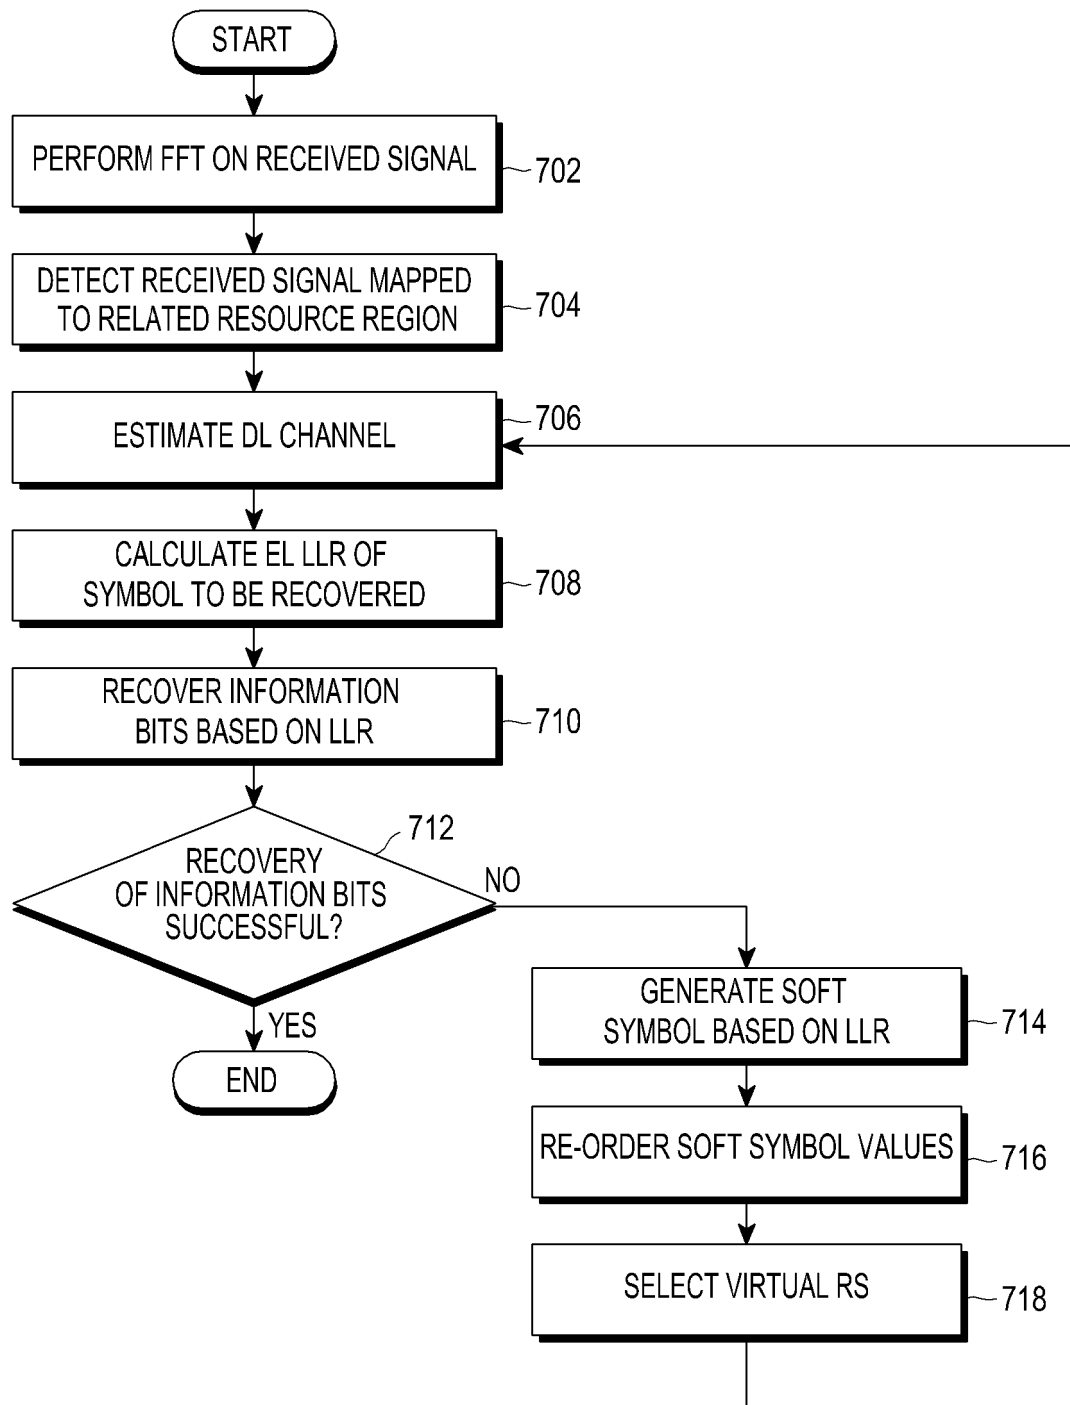 START
PERFORM FFT ON RECEIVED SIGNAL
702
DETECT RECEIVED SIGNAL MAPPED
TO RELATED RESOURCE REGION
704
ESTIMATE DL CHANNEL
706
CALCULATE EL LLR OF
SYMBOL TO BE RECOVERED
708
RECOVER INFORMATION
BITS BASED ON LLR
710
712
RECOVERY
OF INFORMATION BITS
SUCCESSFUL?
NO
YES
END
GENERATE SOFT
SYMBOL BASED ON LLR
714
RE-ORDER SOFT SYMBOL VALUES
716
SELECT VIRTUAL RS
718